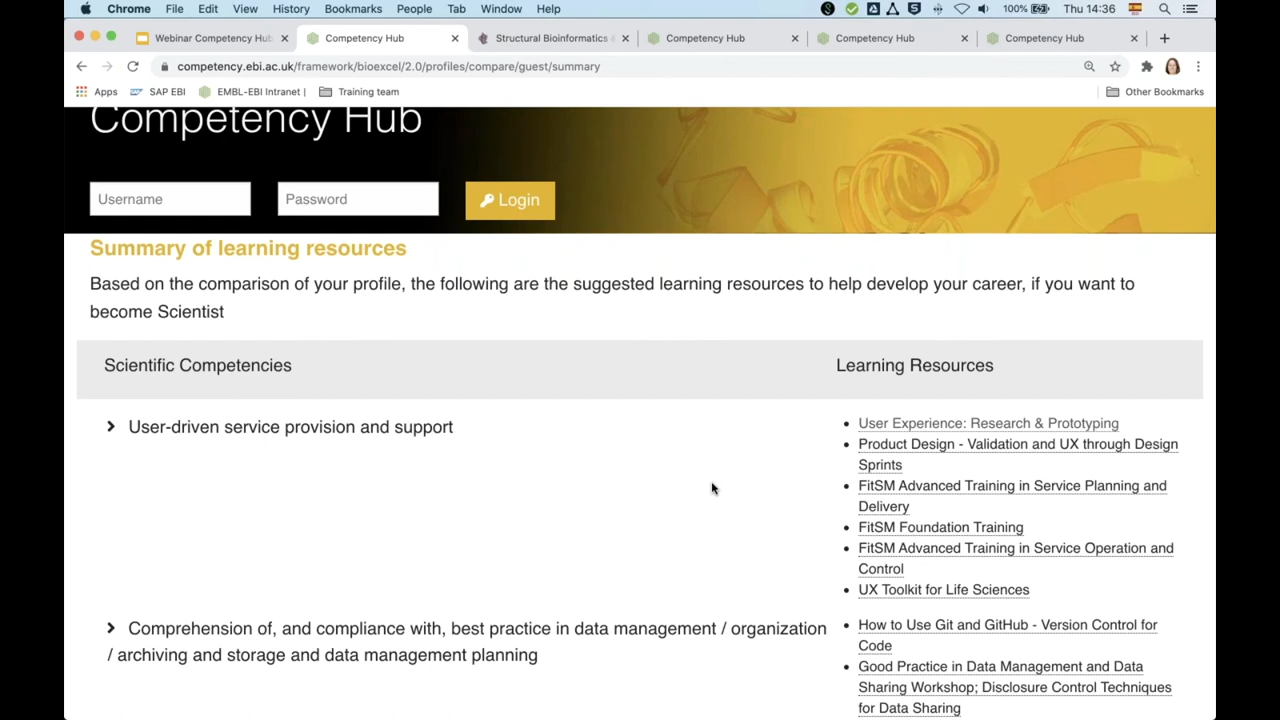 Chrome File Edit View History Bookmarks People Tab Window Help 100% Thu 14:36
Webinar Competency Hub Competency Hub Structural Bioinformatics Competency Hub Competency Hub Competency Hub
competency.ebi.ac.uk/framework/bioexcel/2.0/profiles/compare/guest/summary
Apps SAP EBI EMBL-EBI Intranet | Training team Other Bookmarks
Competency Hub
Username Password Login
Summary of learning resources
Based on the comparison of your profile, the following are the suggested learning resources to help develop your career, if you want to
become Scientist
Scientific Competencies Learning Resources
User-driven service provision and support
User Experience: Research & Prototyping
Product Design - Validation and UX through Design
Sprints
FitSM Advanced Training in Service Planning and
Delivery
FitSM Foundation Training
FitSM Advanced Training in Service Operation and
Control
UX Toolkit for Life Sciences
Comprehension of, and compliance with, best practice in data management / organization
/ archiving and storage and data management planning
How to Use Git and GitHub - Version Control for
Code
Good Practice in Data Management and Data
Sharing Workshop; Disclosure Control Techniques
for Data Sharing